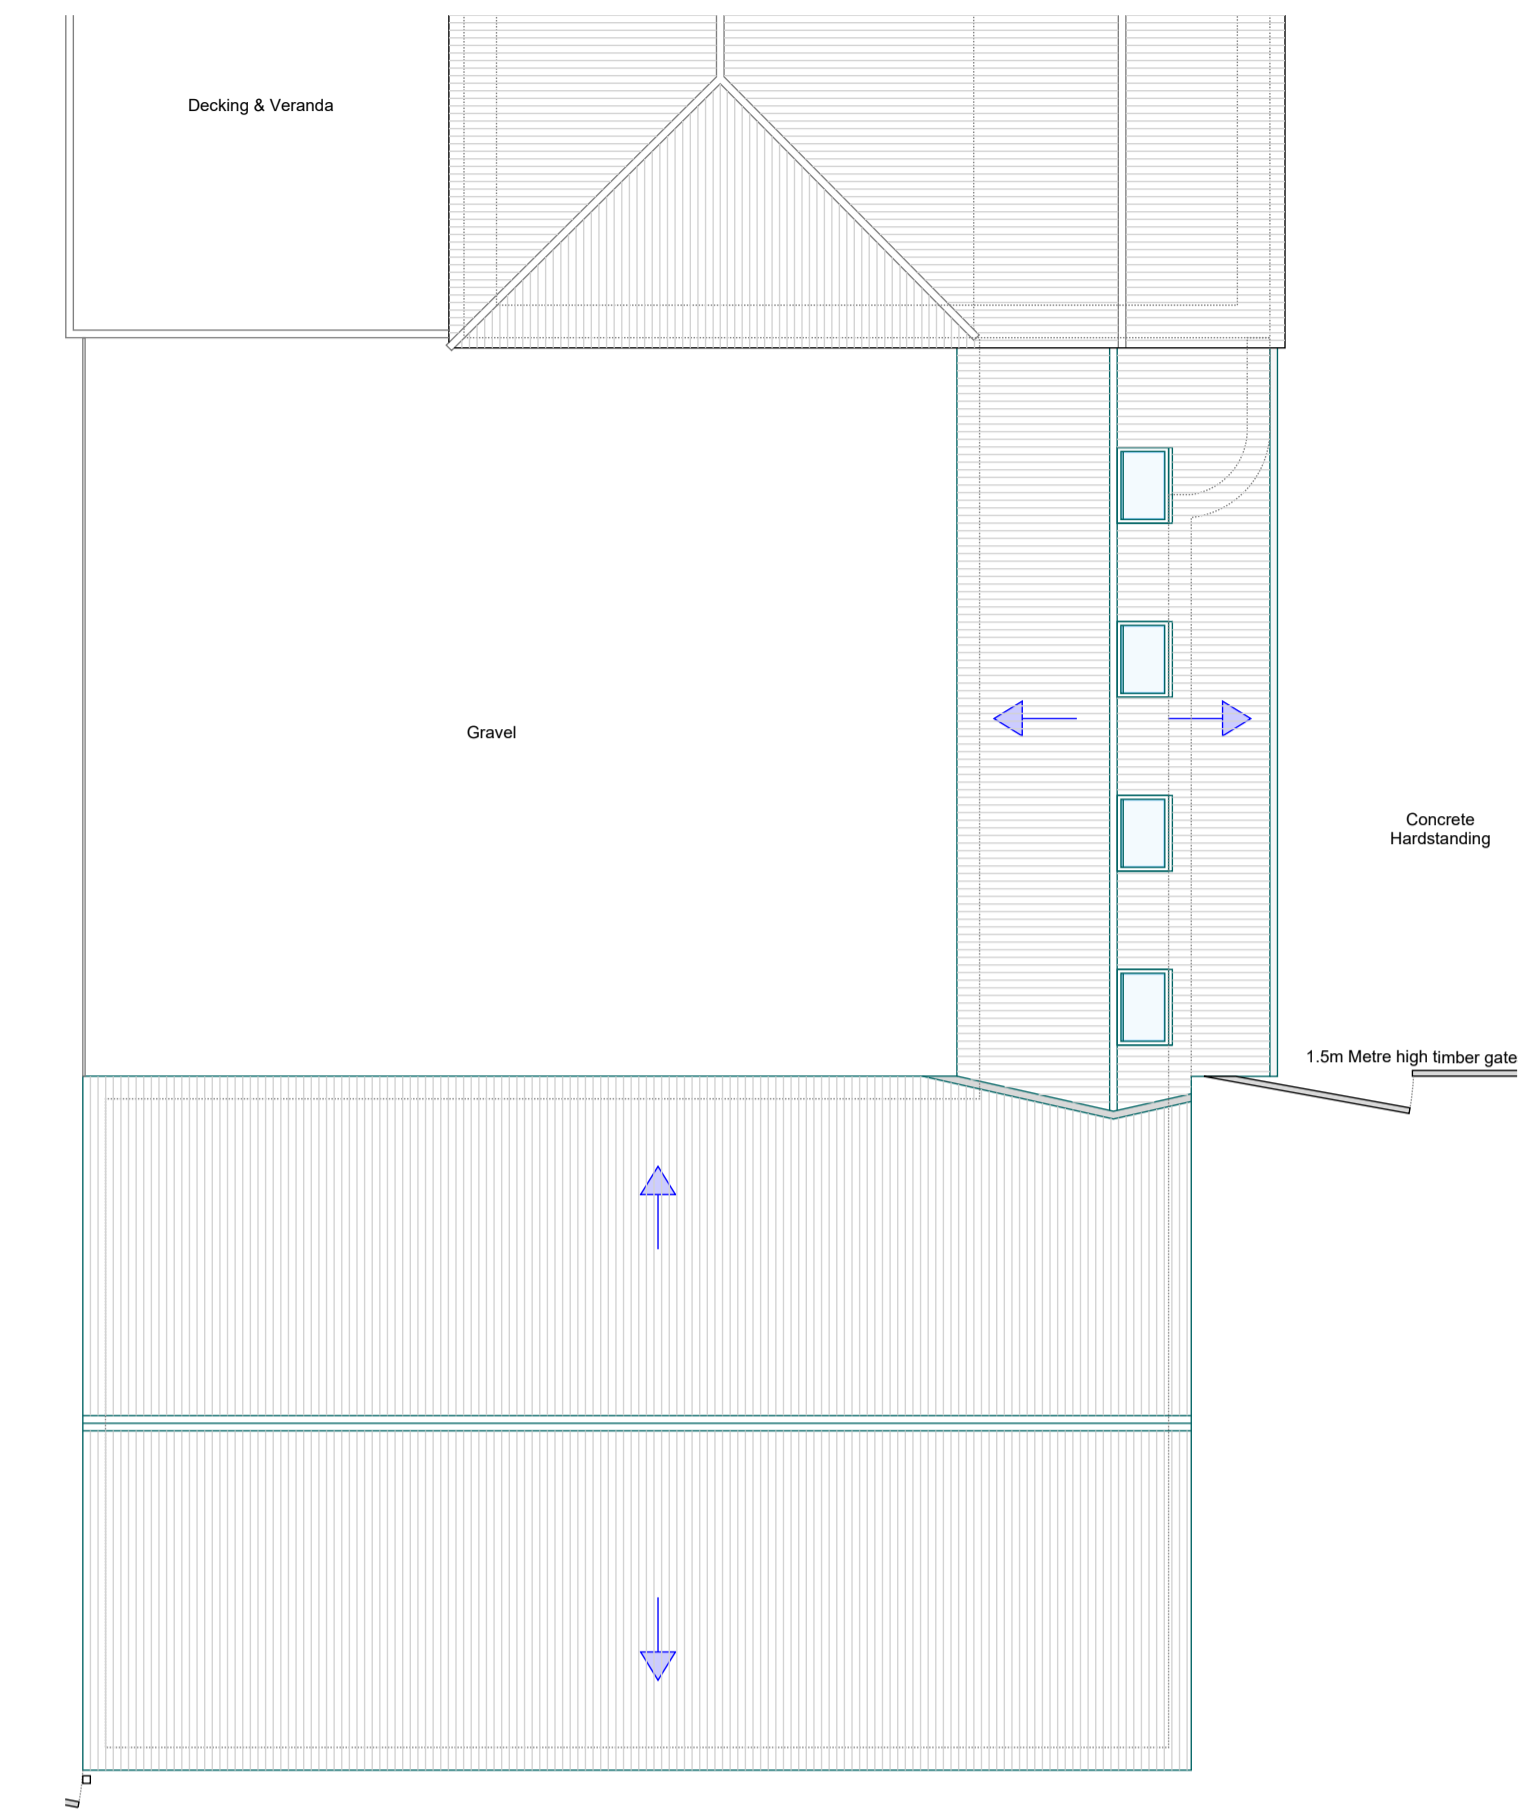 Decking & Veranda
Gravel
Concrete
Hardstanding
1.5m Metre high timber gate